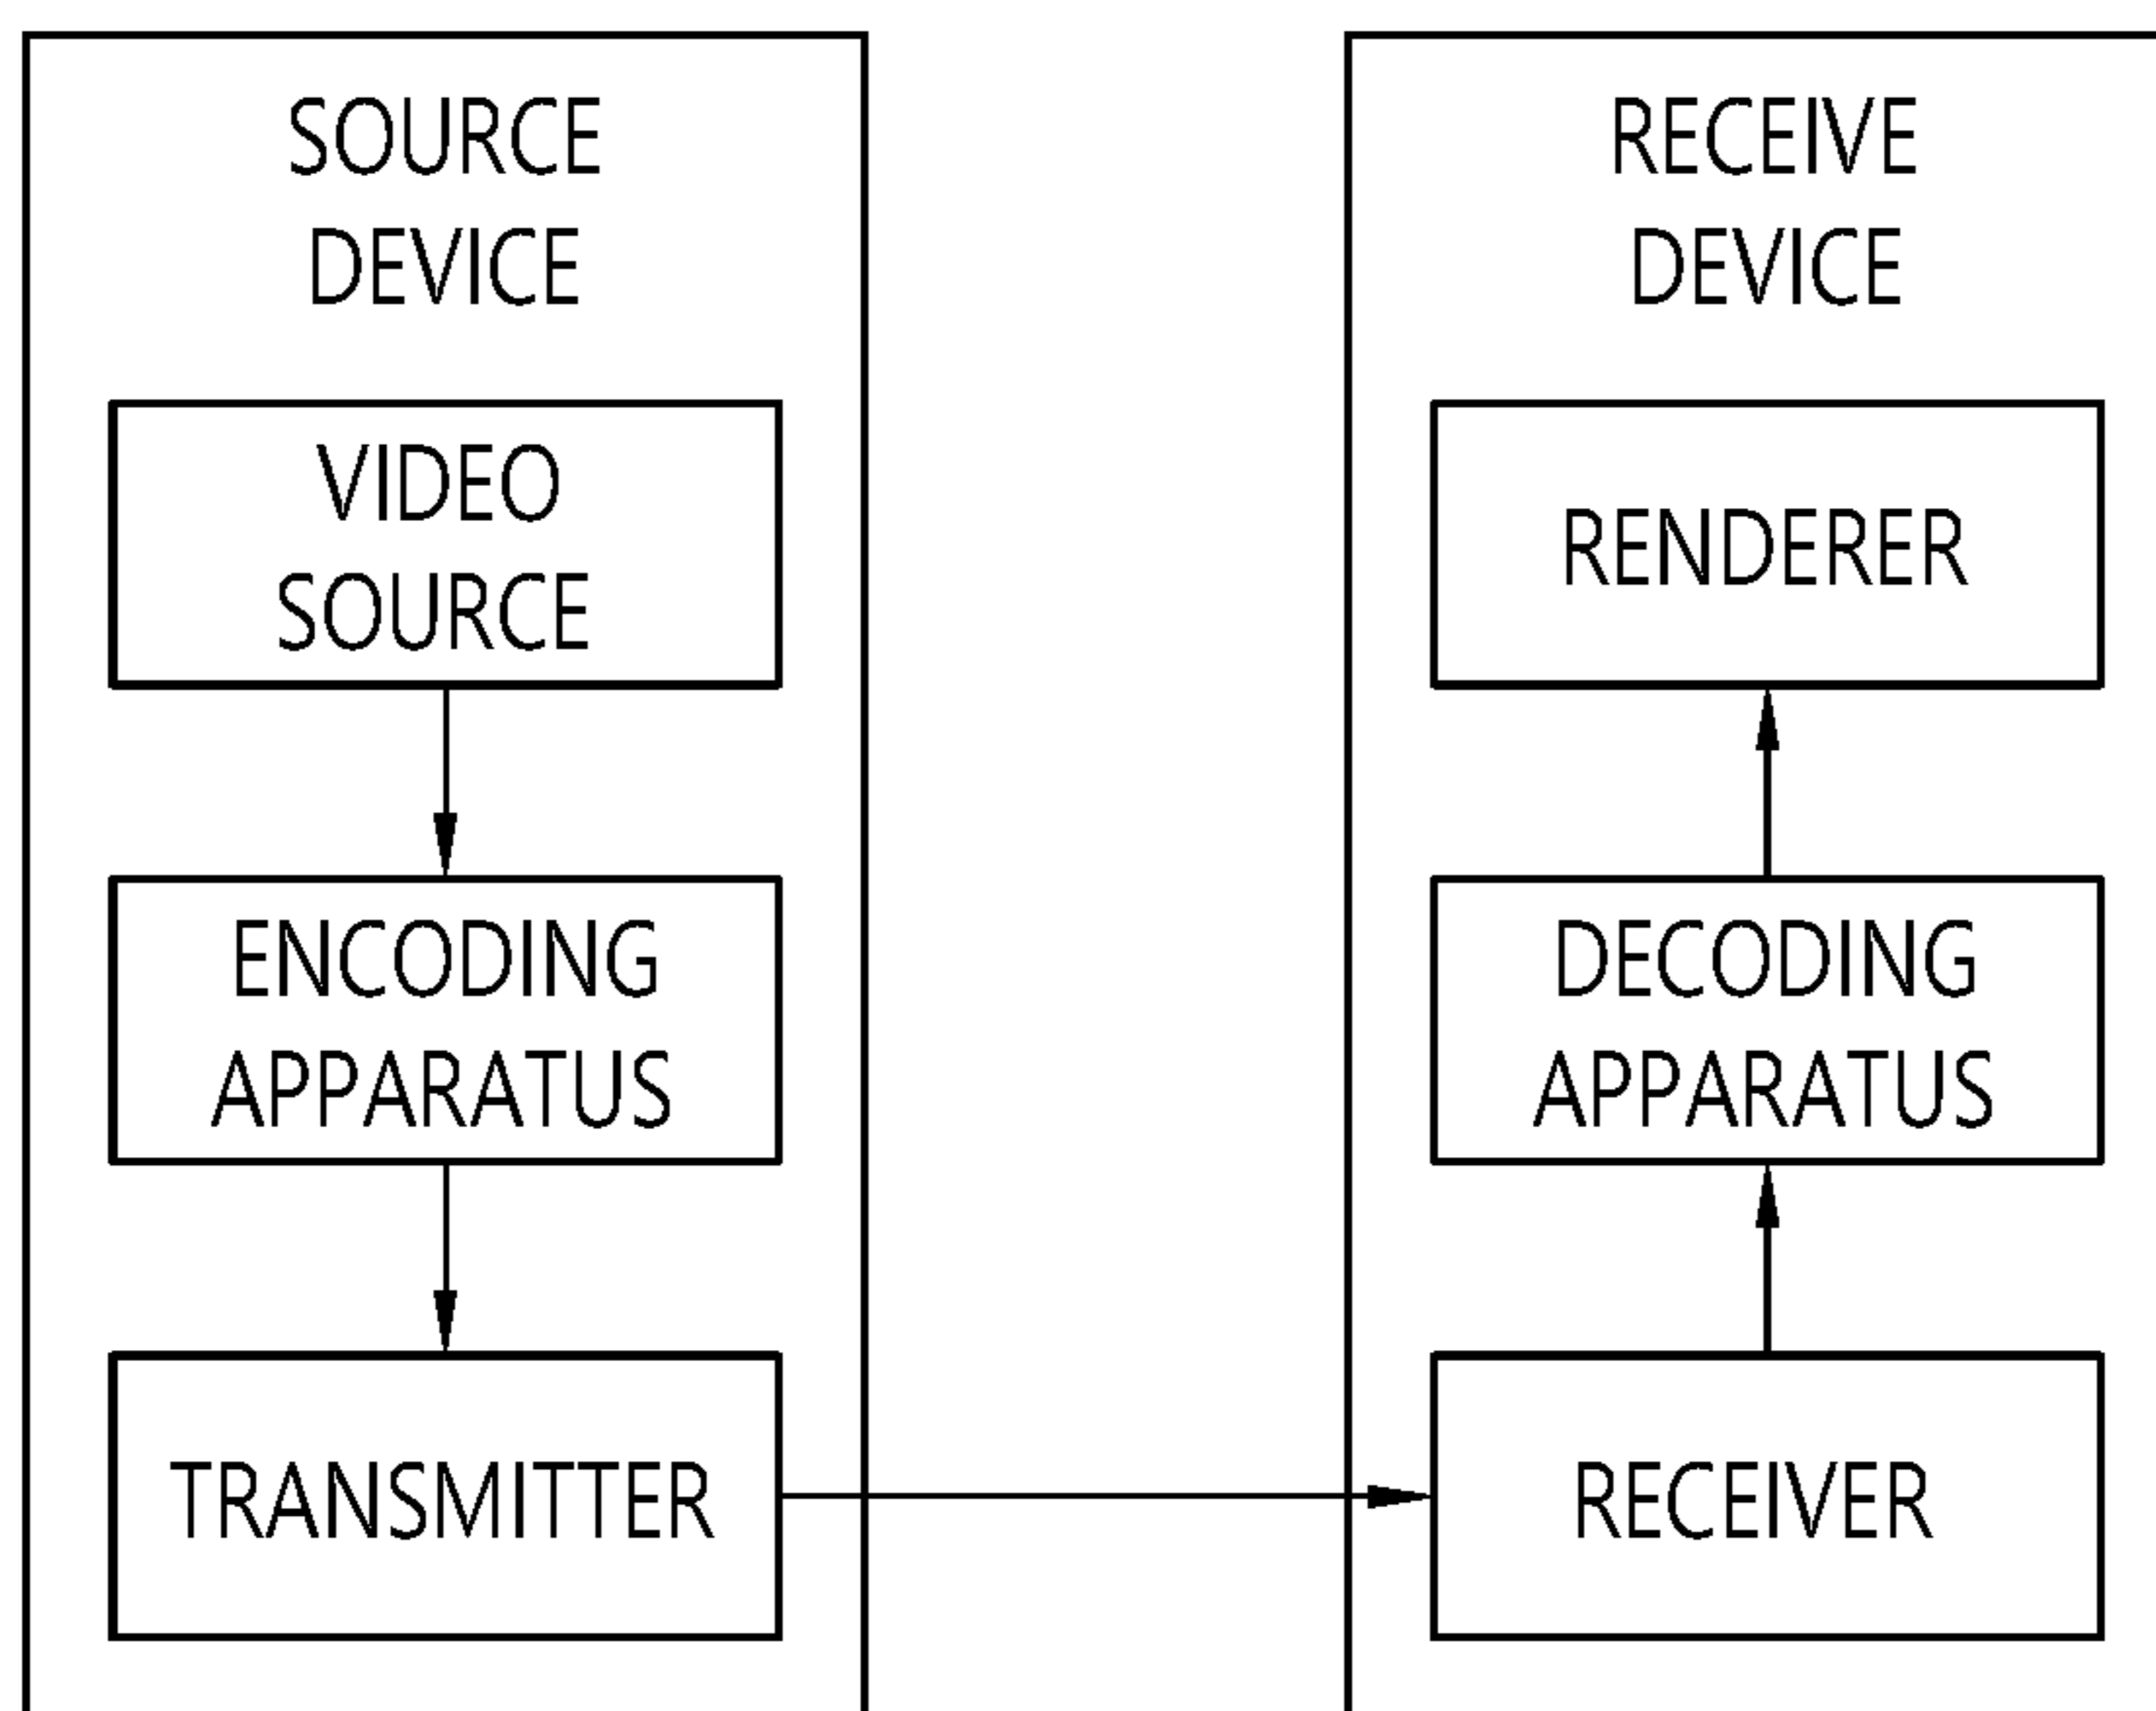 SOURCE
DEVICE
VIDEO
SOURCE
ENCODING
APPARATUS
TRANSMITTER
RECEIVE
DEVICE
RENDERER
DECODING
APPARATUS
RECEIVER